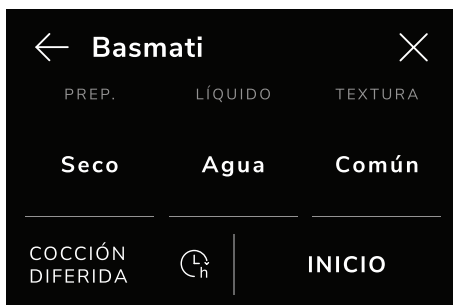 Basmati
PREP. LÍQUIDO TEXTURA
Seco Agua Común
COCCIÓN
DIFERIDA
h
INICIO